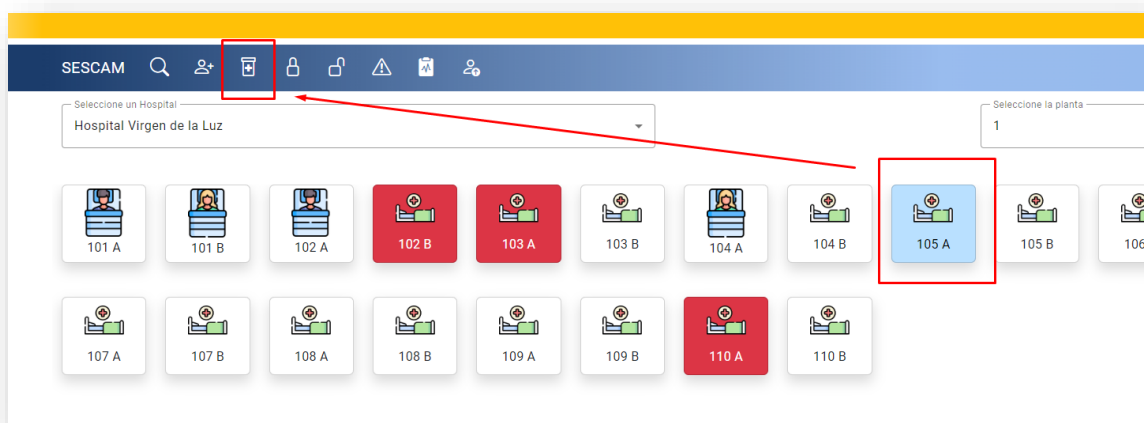 SESCAM
Seleccione un Hospital
Hospital Virgen de la Luz
Seleccione la planta
1
101 A
101 B
102 A
102 B
103 A
103 B
104 A
104 B
105 A
105 B
106
107 A
107 B
108 A
108 B
109 A
109 B
110 A
110 B